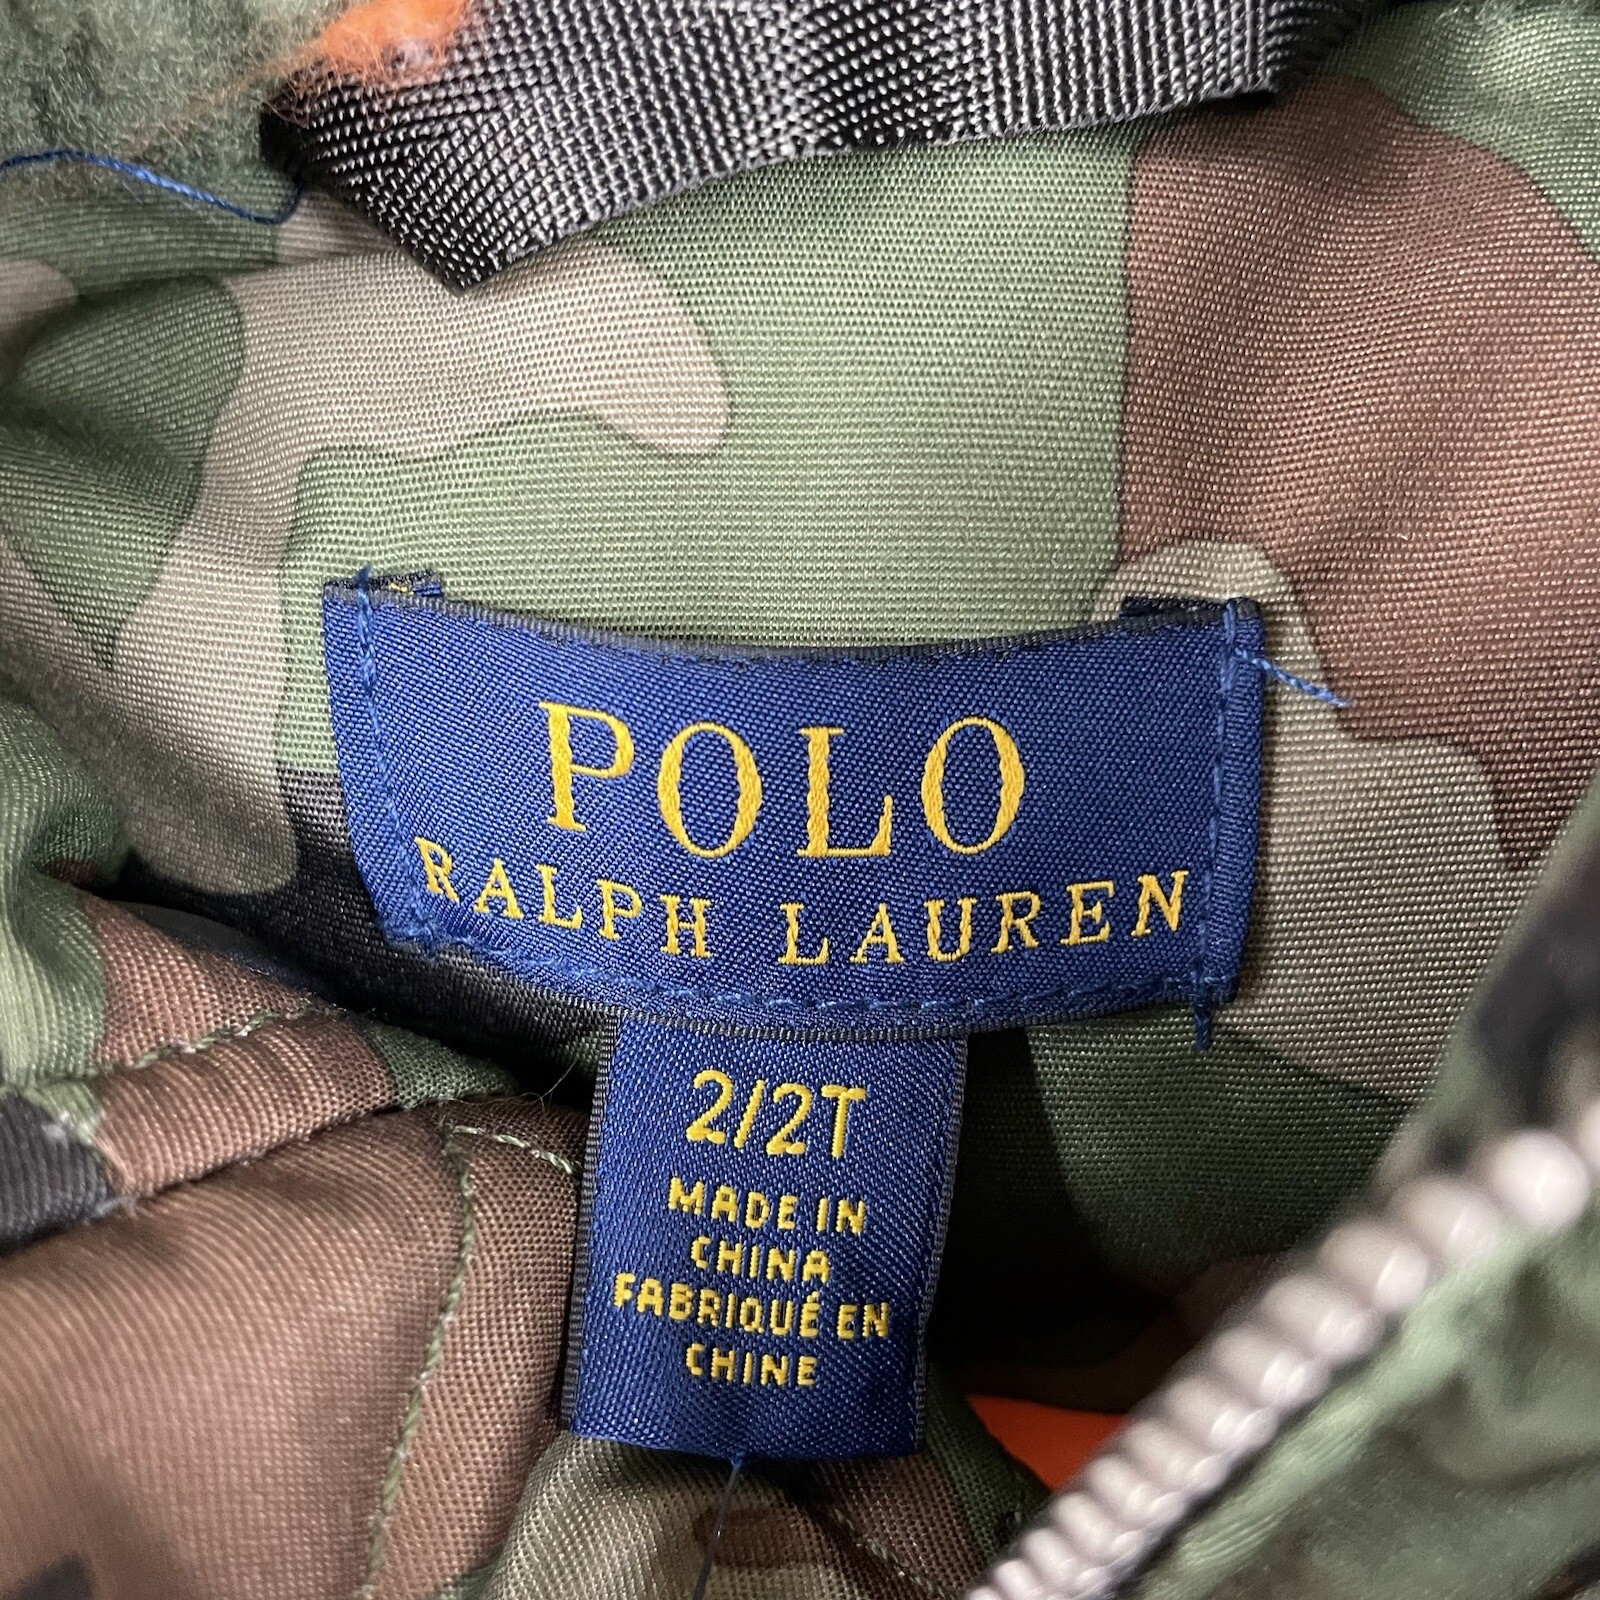 POLO
RALPH LAUREN
2/2T
MADE IN
CHINA
FABRIQUÉ EN
CHINE